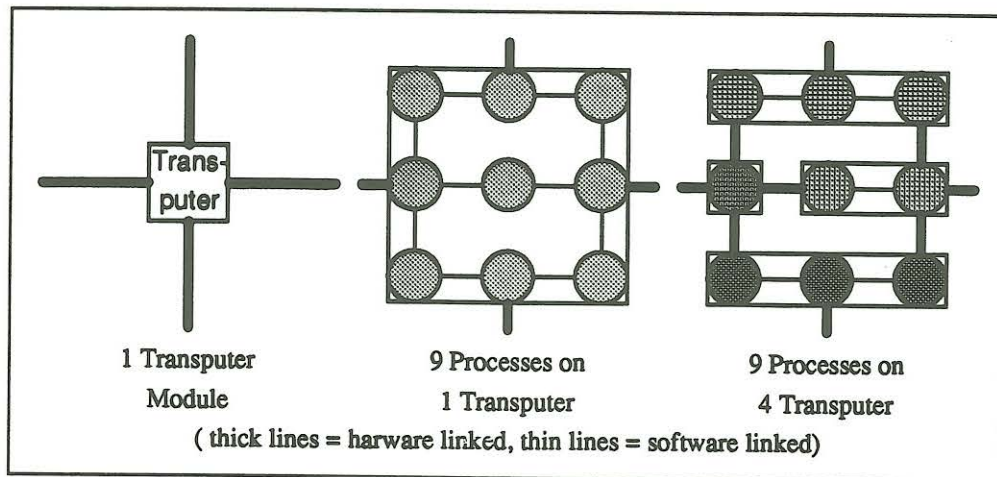 Trans-
puter
1 Transputer
Module
9 Processes on
1 Transputer
9 Processes on
4 Transputer
( thick lines = harware linked, thin lines = software linked)